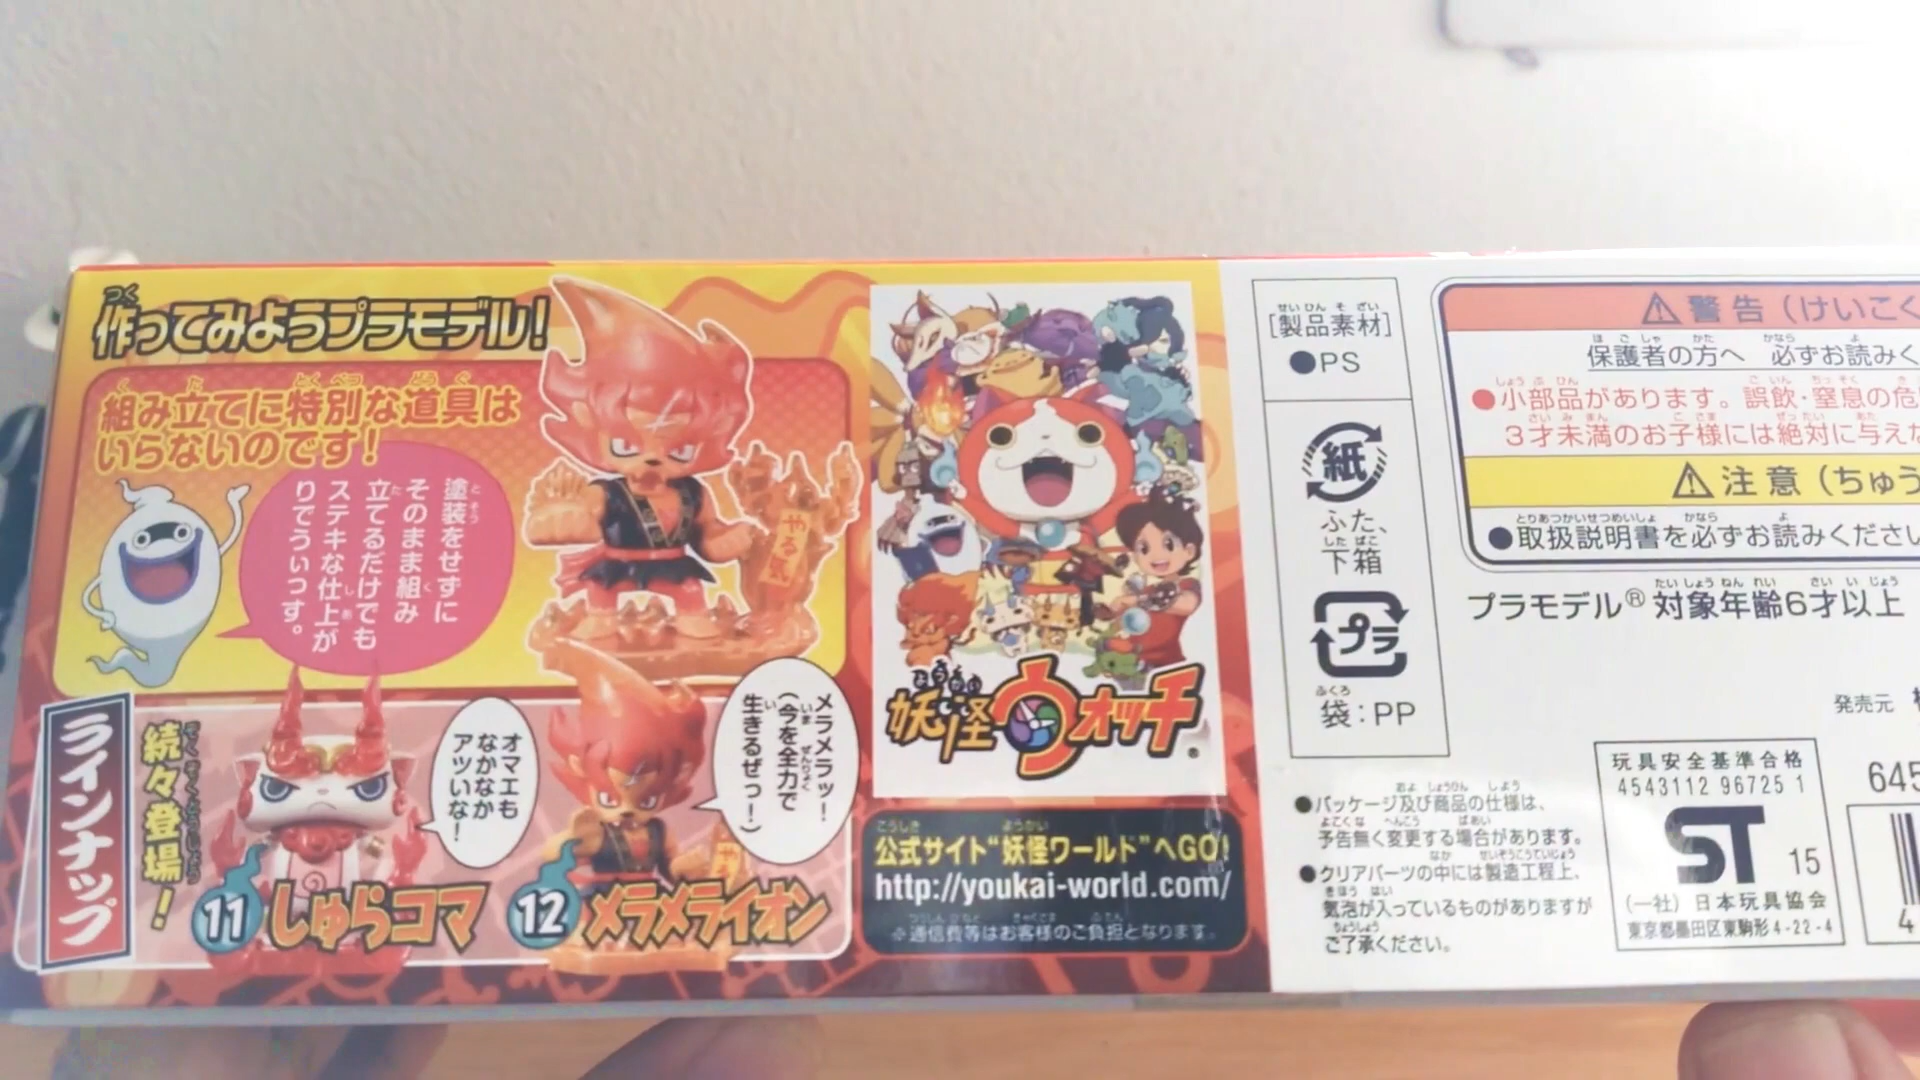 作ってみようプラモデル!
組み立てに特別な道具は
いらないのです!
塗装をせずに
そのまま組み
立てるだけでも
ステキな仕上が
りでうぃっす。
やる気
ラインナップ
続々登場!
オマエも
なかなか
アツいな!
11 しゅらコマ
メラメラッ!
(今を全力で
生きるぜっ!)
12 メラメライオン
妖怪ウォッチ
公式サイト“妖怪ワールド”へGO!
http://youkai-world.com/
※通信費等はお客様のご負担となります。
[製品素材]
●PS
紙
ふた、
下箱
プラ
袋:PP
⚠警告(けいこく
保護者の方へ 必ずお読みく
●小部品があります。誤飲・窒息の危
3才未満のお子様には絶対に与えな
⚠注意(ちゅう
●取扱説明書を必ずお読みください
プラモデル® 対象年齢6才以上
発売元
●パッケージ及び商品の仕様は、
予告無く変更する場合があります。
●クリアパーツの中には製造工程上、
気泡が入っているものがありますが
ご了承ください。
玩具安全基準合格
4543112 96725 1
ST 15
(一社)日本玩具協会
東京都墨田区東駒形4-22-4
645
4